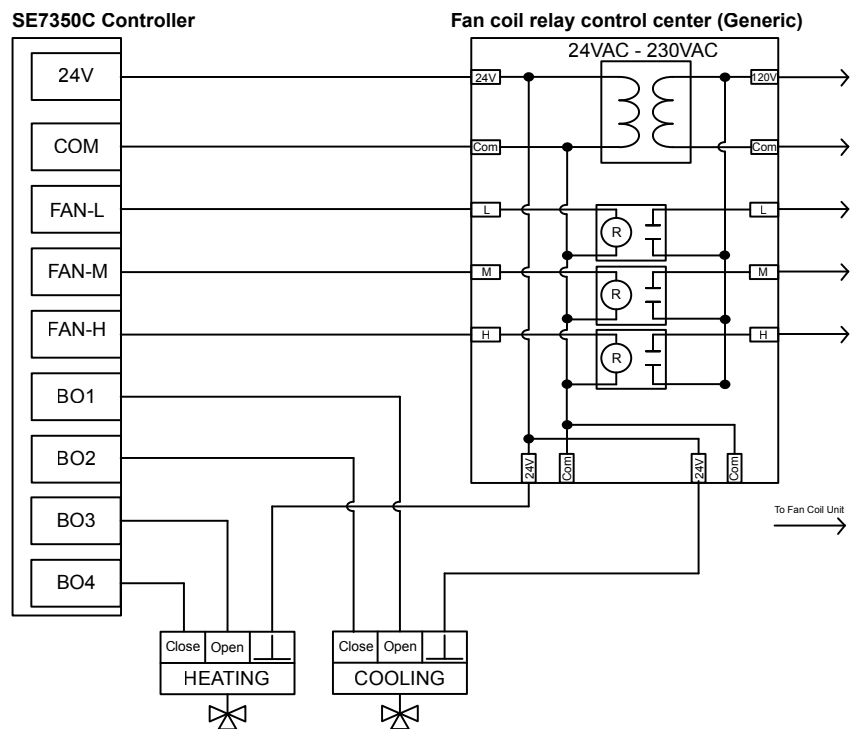 SE7350C Controller
Fan coil relay control center (Generic)
24VAC - 230VAC
24V
24V
120V
COM
Com
Com
FAN-L
L
R
L
FAN-M
M
R
M
FAN-H
H
R
H
BO1
BO2
24V
Com
24V
Com
BO3
To Fan Coil Unit
BO4
Close
Open
Close
Open
HEATING
COOLING